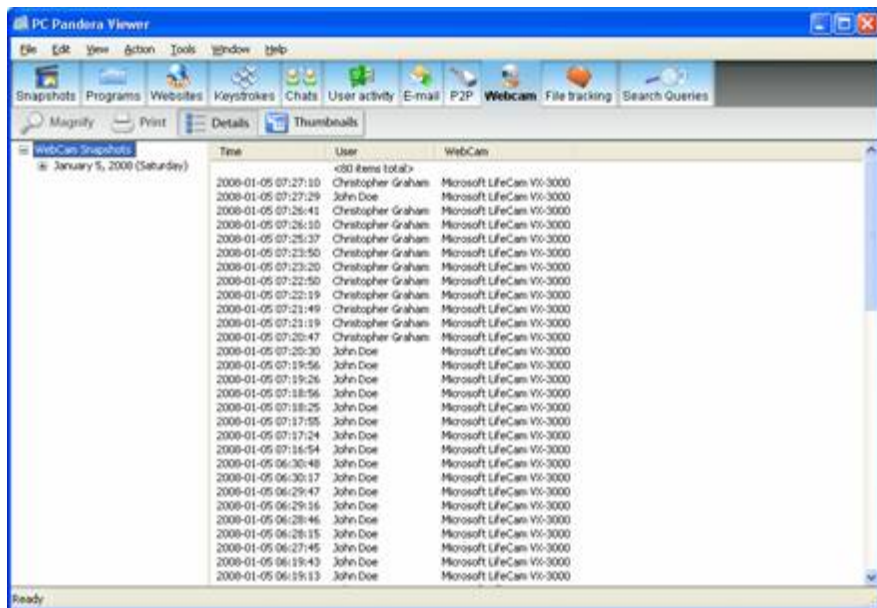 PC Pandora Viewer
File Edit View Action Tools Window Help
Snapshots Programs Websites Keystrokes Chats User activity E-mail P2P Webcam File tracking Search Queries
Magnify Print Details Thumbnails
WebCam Snapshots
January 5, 2008 (Saturday)
Time User WebCam
<80 items total>
2008-01-05 07:27:10 Christopher Graham Microsoft LifeCam VX-3000
2008-01-05 07:27:29 John Doe Microsoft LifeCam VX-3000
2008-01-05 07:26:41 Christopher Graham Microsoft LifeCam VX-3000
2008-01-05 07:26:10 Christopher Graham Microsoft LifeCam VX-3000
2008-01-05 07:25:37 Christopher Graham Microsoft LifeCam VX-3000
2008-01-05 07:23:50 Christopher Graham Microsoft LifeCam VX-3000
2008-01-05 07:23:20 Christopher Graham Microsoft LifeCam VX-3000
2008-01-05 07:22:50 Christopher Graham Microsoft LifeCam VX-3000
2008-01-05 07:22:19 Christopher Graham Microsoft LifeCam VX-3000
2008-01-05 07:21:49 Christopher Graham Microsoft LifeCam VX-3000
2008-01-05 07:21:19 Christopher Graham Microsoft LifeCam VX-3000
2008-01-05 07:20:47 Christopher Graham Microsoft LifeCam VX-3000
2008-01-05 07:20:30 John Doe Microsoft LifeCam VX-3000
2008-01-05 07:19:56 John Doe Microsoft LifeCam VX-3000
2008-01-05 07:19:26 John Doe Microsoft LifeCam VX-3000
2008-01-05 07:18:56 John Doe Microsoft LifeCam VX-3000
2008-01-05 07:18:25 John Doe Microsoft LifeCam VX-3000
2008-01-05 07:17:55 John Doe Microsoft LifeCam VX-3000
2008-01-05 07:17:24 John Doe Microsoft LifeCam VX-3000
2008-01-05 07:16:54 John Doe Microsoft LifeCam VX-3000
2008-01-05 06:30:48 John Doe Microsoft LifeCam VX-3000
2008-01-05 06:30:17 John Doe Microsoft LifeCam VX-3000
2008-01-05 06:29:47 John Doe Microsoft LifeCam VX-3000
2008-01-05 06:29:16 John Doe Microsoft LifeCam VX-3000
2008-01-05 06:28:46 John Doe Microsoft LifeCam VX-3000
2008-01-05 06:28:15 John Doe Microsoft LifeCam VX-3000
2008-01-05 06:27:45 John Doe Microsoft LifeCam VX-3000
2008-01-05 06:19:43 John Doe Microsoft LifeCam VX-3000
2008-01-05 06:19:13 John Doe Microsoft LifeCam VX-3000
Ready